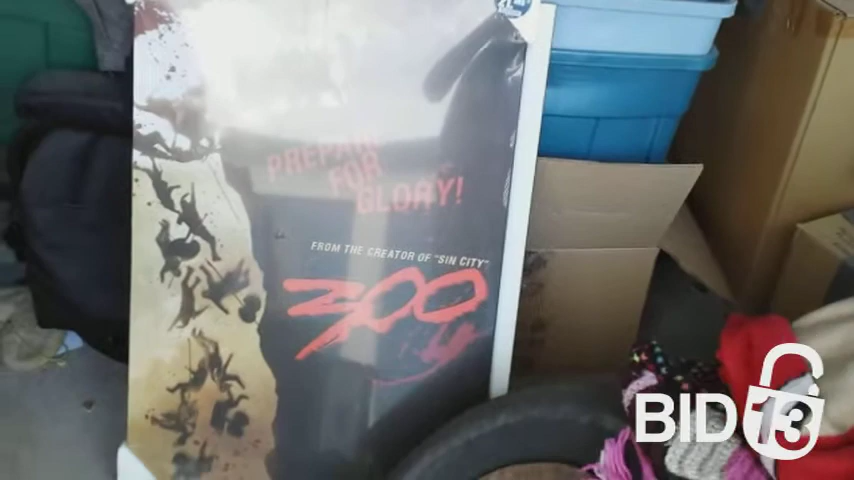 PREPARE
FOR
GLORY!
FROM THE CREATOR OF "SIN CITY"
300
BID13